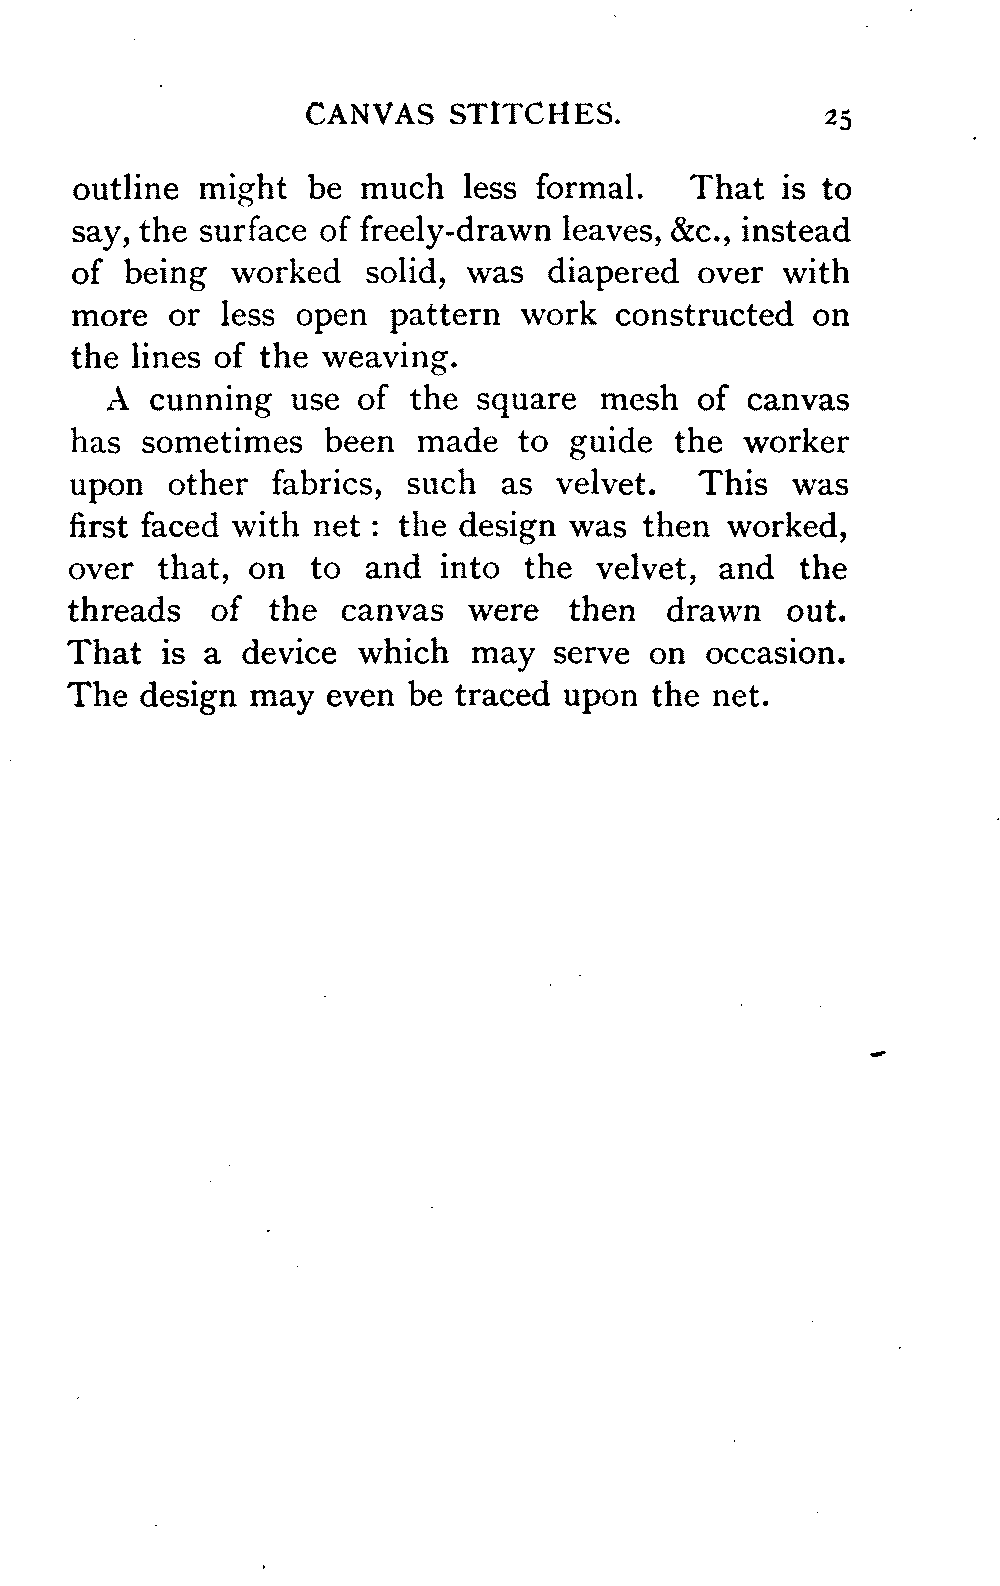 CANVAS STITCHES. 25
outline might be much less formal. That is to
say, the surface of freely-drawn leaves, &c., instead
of being worked solid, was diapered over with
more or less open pattern work constructed on
the lines of the weaving.
A cunning use of the square mesh of canvas
has sometimes been made to guide the worker
upon other fabrics, such as velvet. This was
first faced with net : the design was then worked,
over that, on to and into the velvet, and the
threads of the canvas were then drawn out.
That is a device which may serve on occasion.
The design may even be traced upon the net.